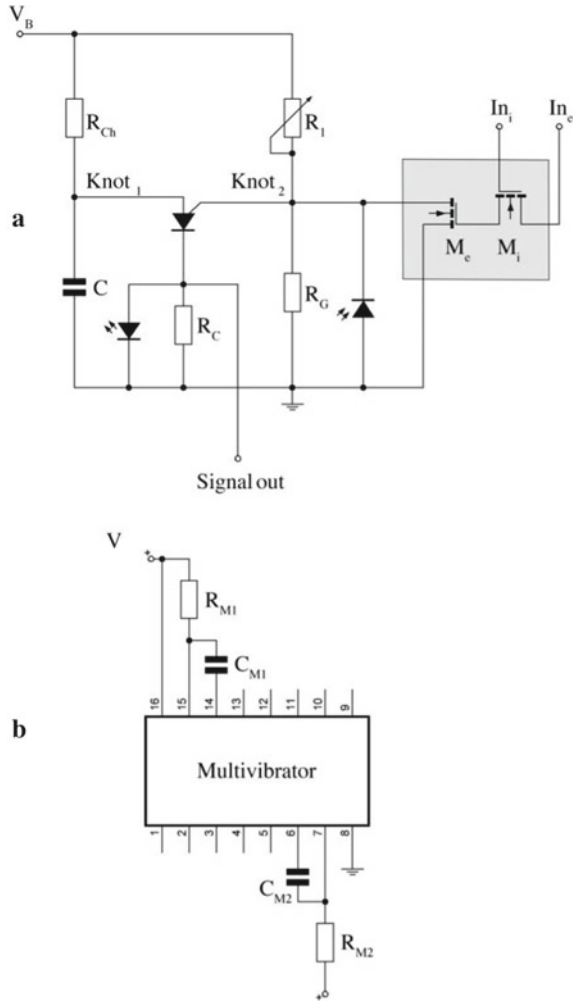 V_B
In_i In_e
R_Ch R_1
Knot_1 Knot_2
a
M_e M_i
C R_C R_G
Signal out
V
+
R_M1
C_M1
16 15 14 13 12 11 10 9
b
Multivibrator
1 2 3 4 5 6 7 8
C_M2
R_M2
+